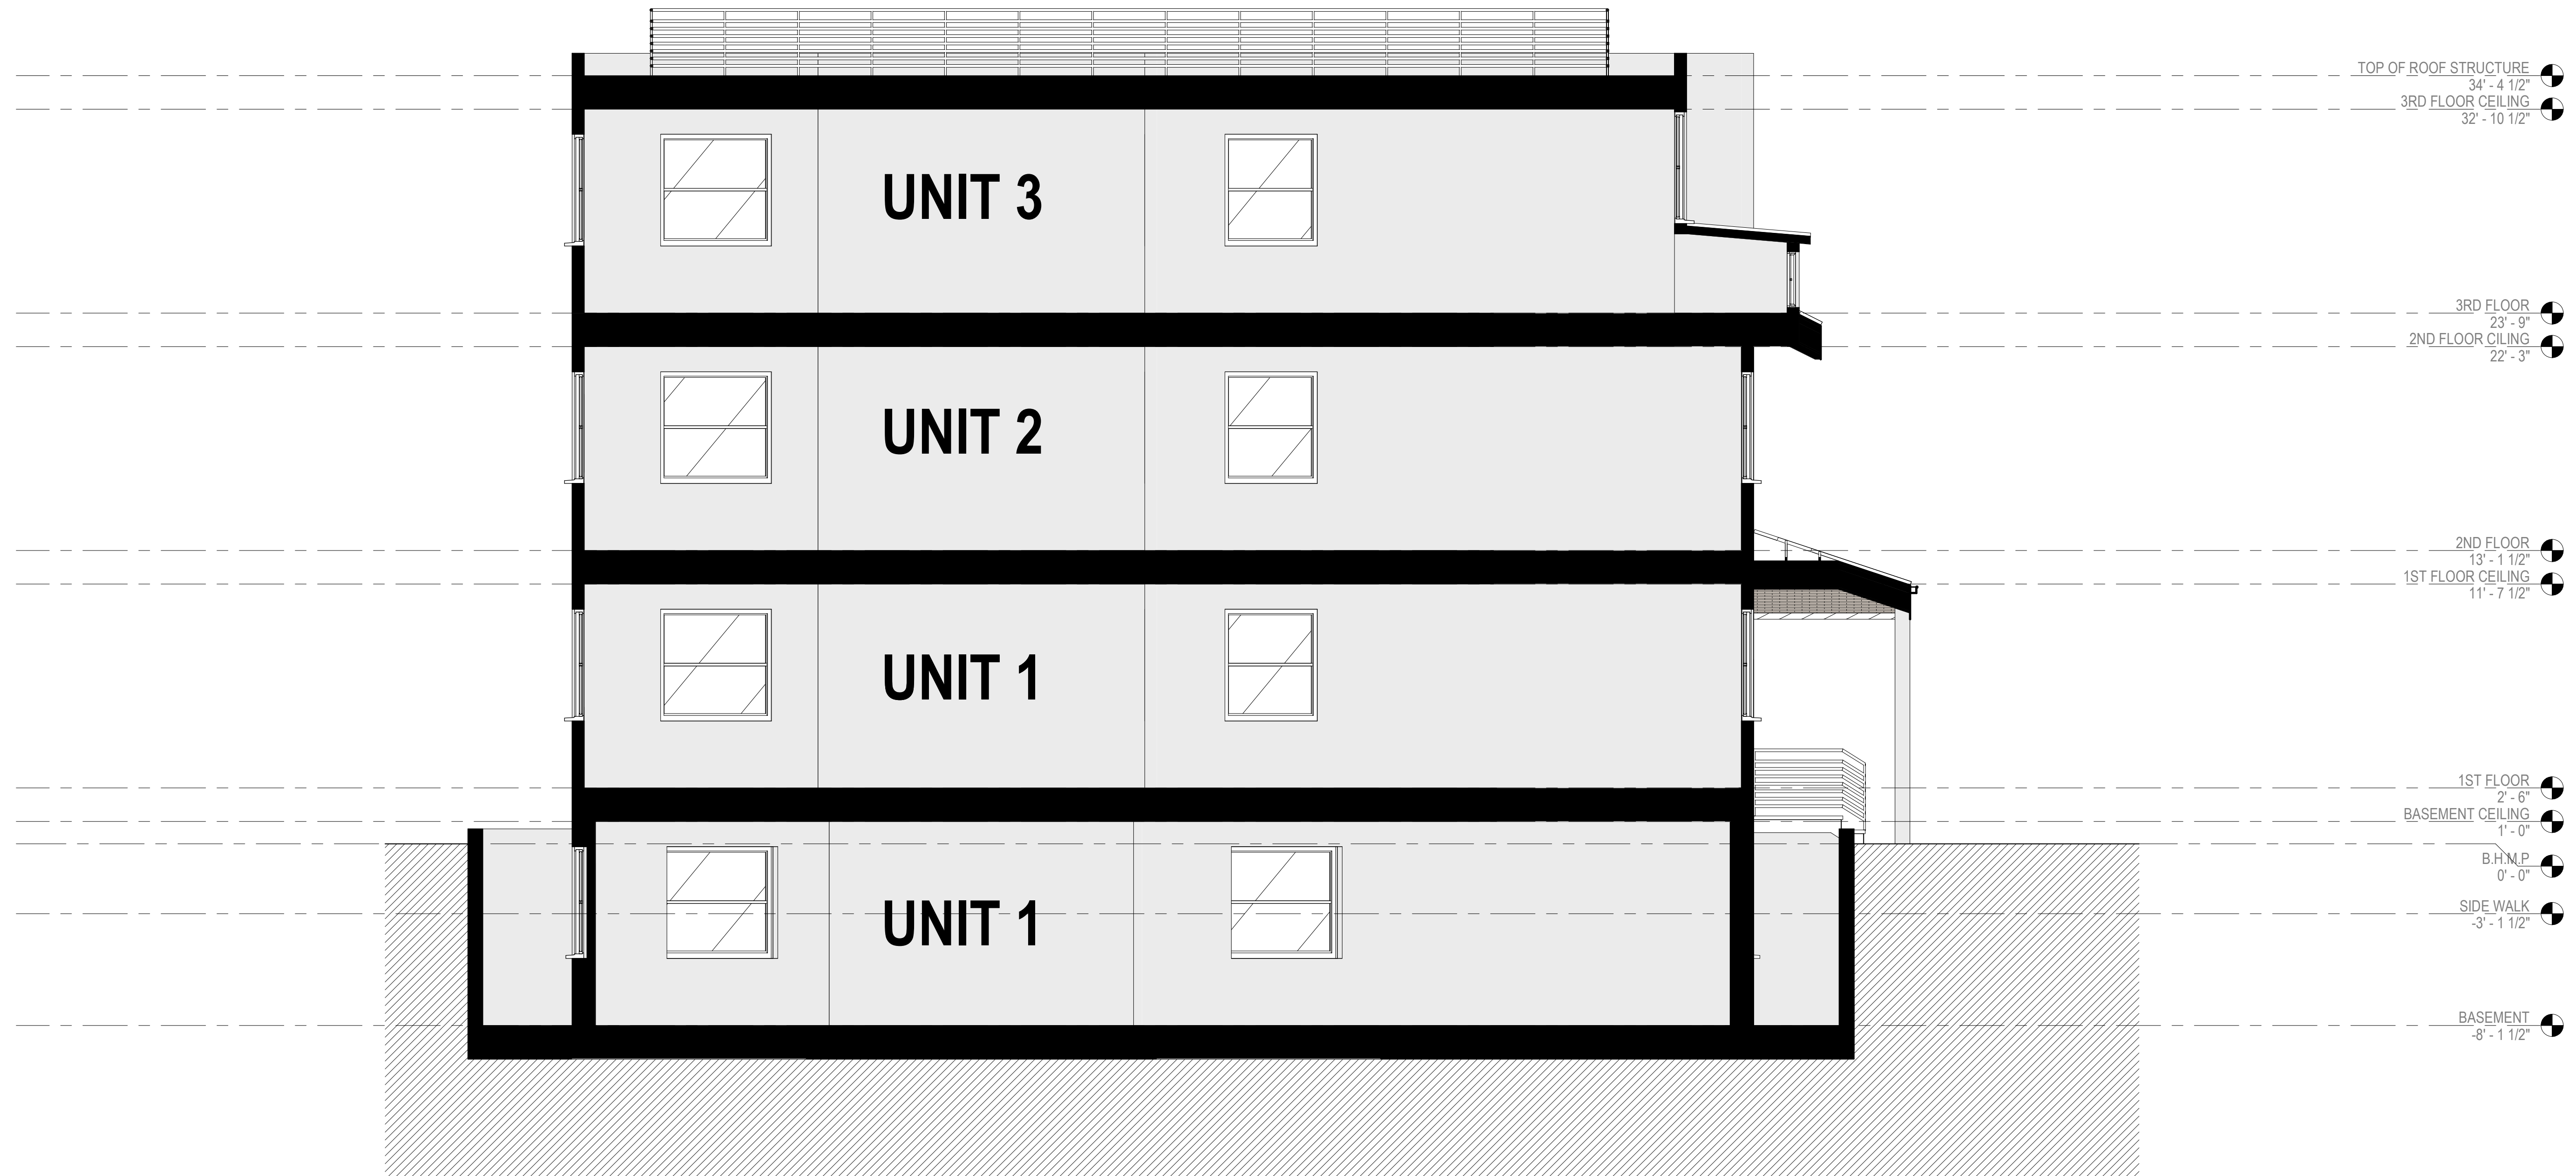 TOP OF ROOF STRUCTURE
34' - 4 1/2"
3RD FLOOR CEILING
32' - 10 1/2"
UNIT 3
3RD FLOOR
23' - 9"
2ND FLOOR CILING
22' - 3"
UNIT 2
2ND FLOOR
13' - 1 1/2"
1ST FLOOR CEILING
11' - 7 1/2"
UNIT 1
1ST FLOOR
2' - 6"
BASEMENT CEILING
1' - 0"
B.H.M.P
0' - 0"
UNIT 1
SIDE WALK
-3' - 1 1/2"
BASEMENT
-8' - 1 1/2"